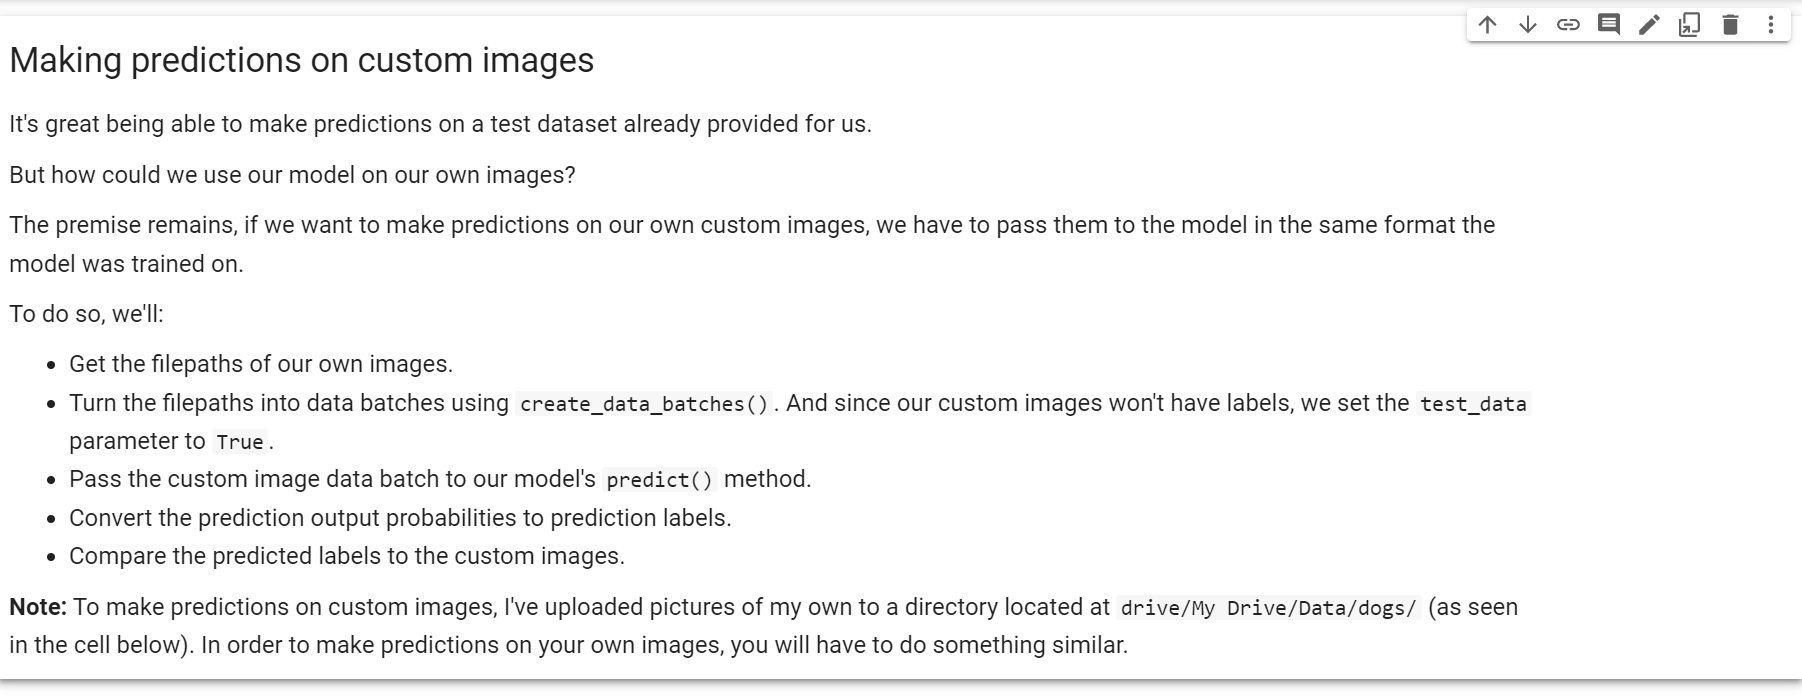 Making predictions on custom images
It's great being able to make predictions on a test dataset already provided for us.
But how could we use our model on our own images?
The premise remains, if we want to make predictions on our own custom images, we have to pass them to the model in the same format the
model was trained on.
To do so, we'll:
• Get the filepaths of our own images.
• Turn the filepaths into data batches using create_data_batches(). And since our custom images won't have labels, we set the test_data
parameter to True.
• Pass the custom image data batch to our model's predict() method.
• Convert the prediction output probabilities to prediction labels.
• Compare the predicted labels to the custom images.
Note: To make predictions on custom images, I've uploaded pictures of my own to a directory located at drive/My Drive/Data/dogs/ (as seen
in the cell below). In order to make predictions on your own images, you will have to do something similar.